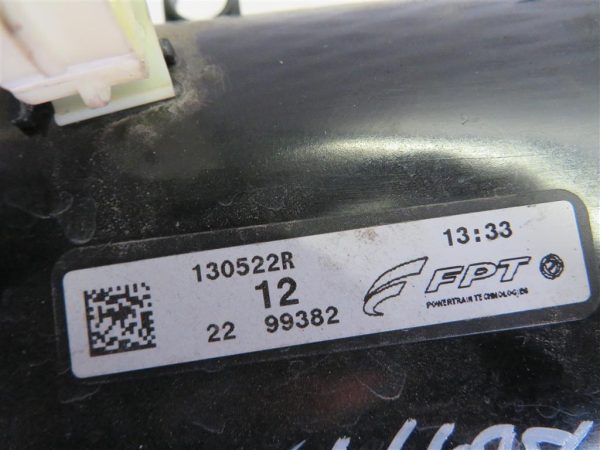 130522R
13:33
12
FPT
POWERTRAIN TECHNOLOGIES
22 99382